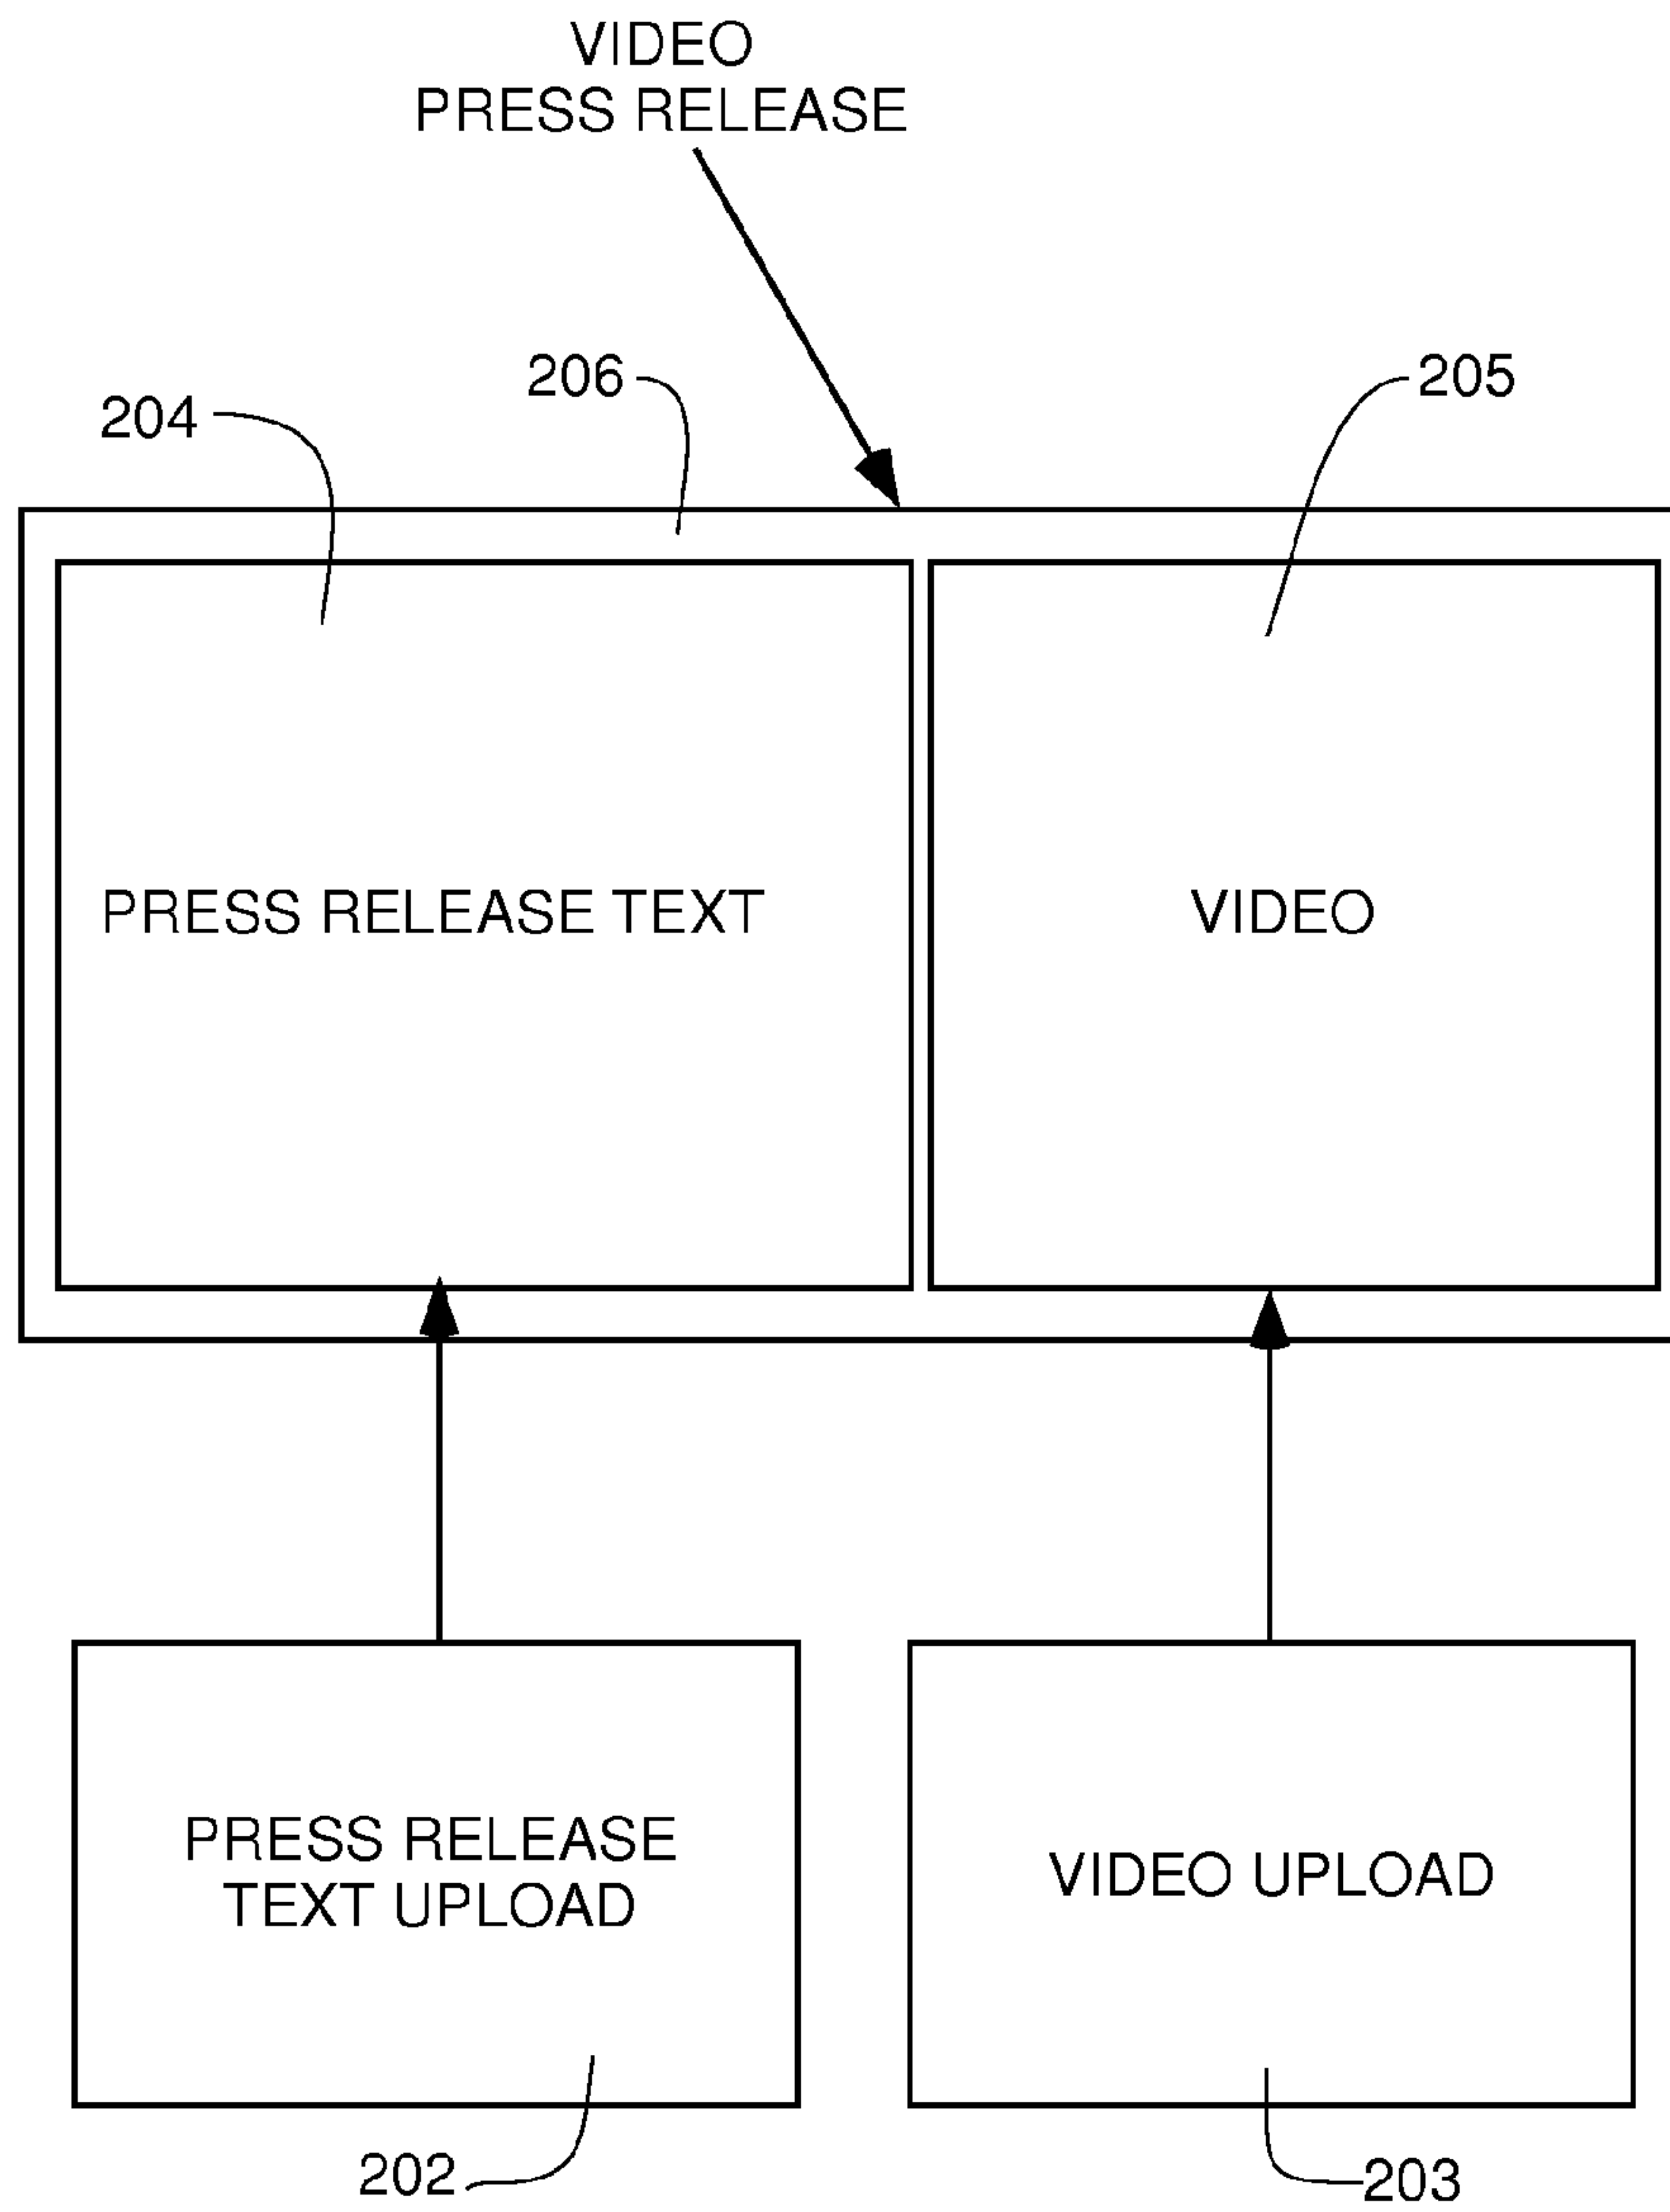 VIDEO
PRESS RELEASE
206
205
204
PRESS RELEASE TEXT
VIDEO
PRESS RELEASE
TEXT UPLOAD
VIDEO UPLOAD
202
203